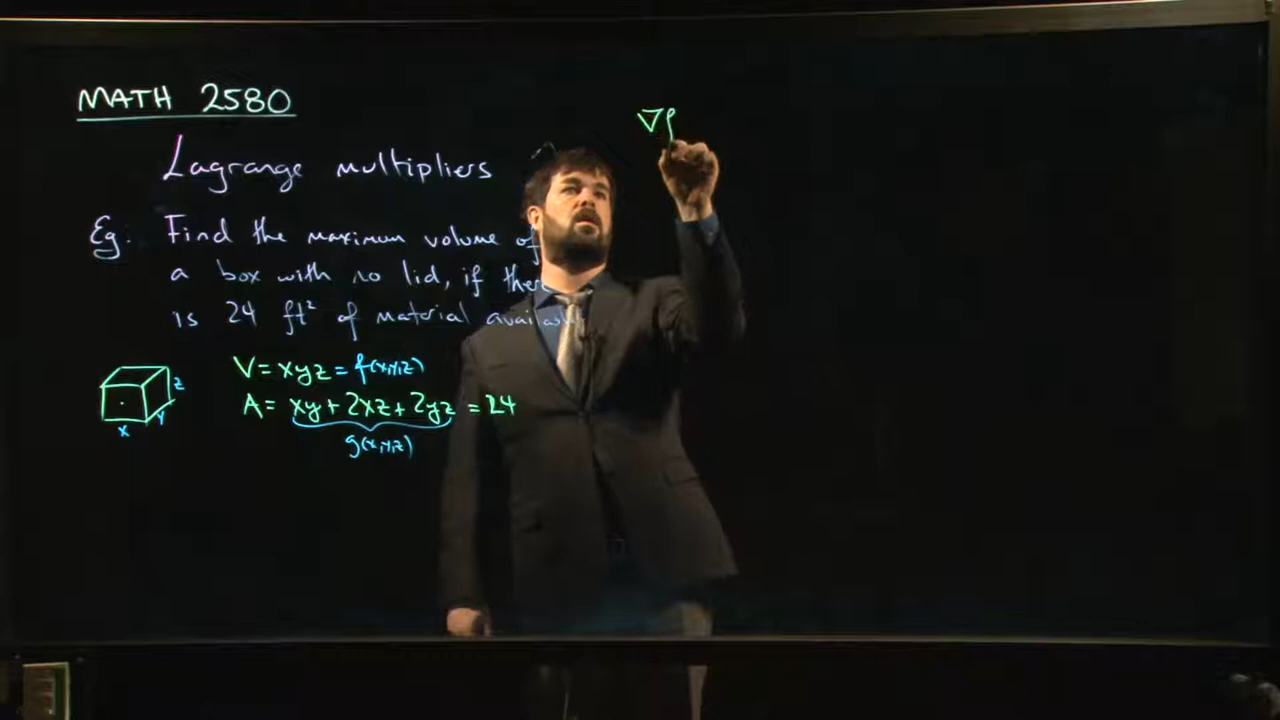 MATH 2580
Lagrange multipliers
Eg: Find the maximum volume of
a box with no lid, if there
is 24 ft² of material
V = xyz = f(x,y,z)
A = xy + 2xz + 2yz = 24
g(x,y,z)
x
y
z
∇f